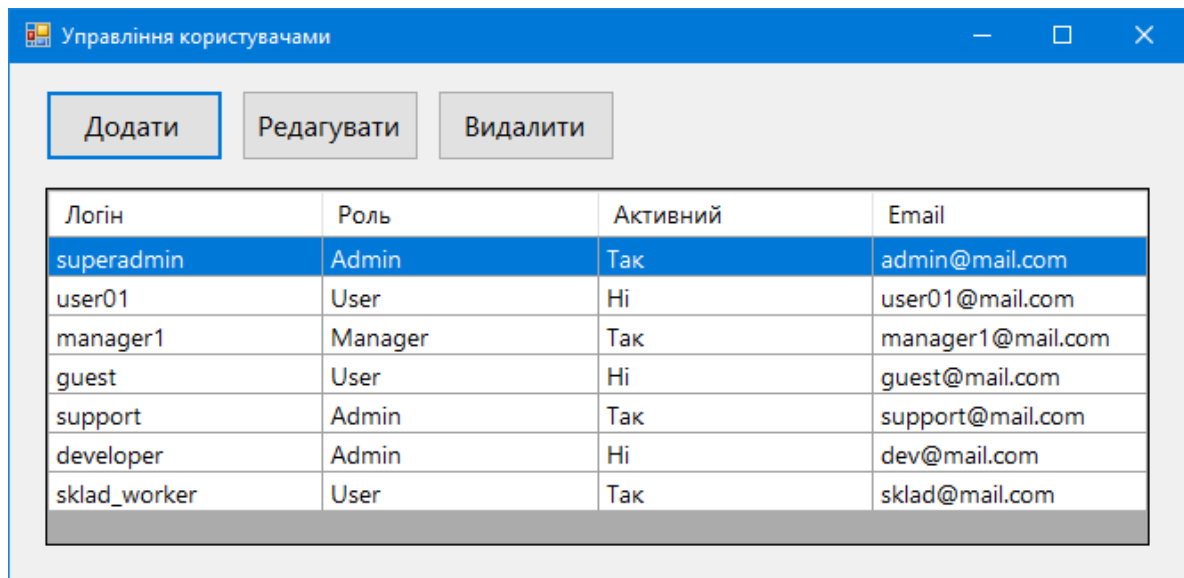 Управління користувачами
Додати Редагувати Видалити
Логін Роль Активний Email
superadmin Admin Так admin@mail.com
user01 User Ні user01@mail.com
manager1 Manager Так manager1@mail.com
guest User Ні guest@mail.com
support Admin Так support@mail.com
developer Admin Ні dev@mail.com
sklad_worker User Так sklad@mail.com